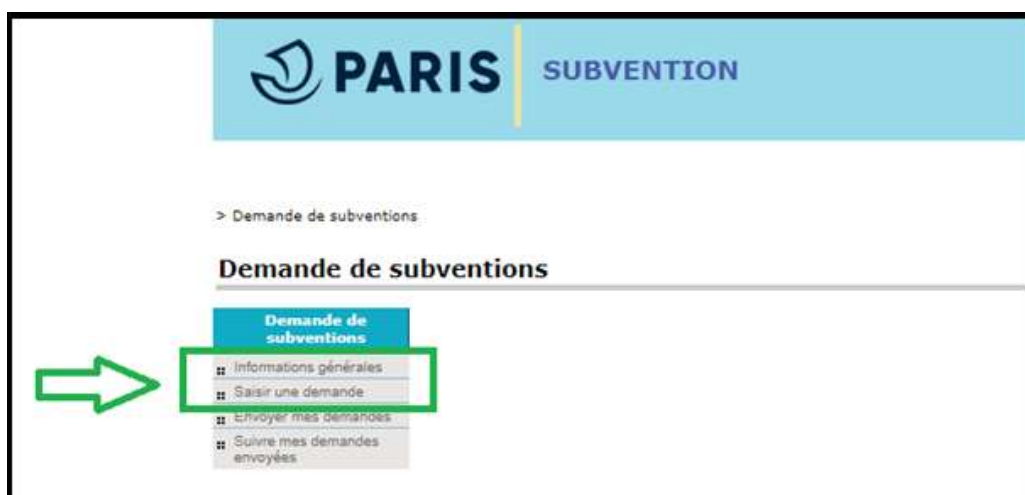 PARIS
SUBVENTION
> Demande de subventions
Demande de subventions
Demande de
subventions
Informations générales
Saisir une demande
Envoyer mes demandes
Suivre mes demandes
envoyées